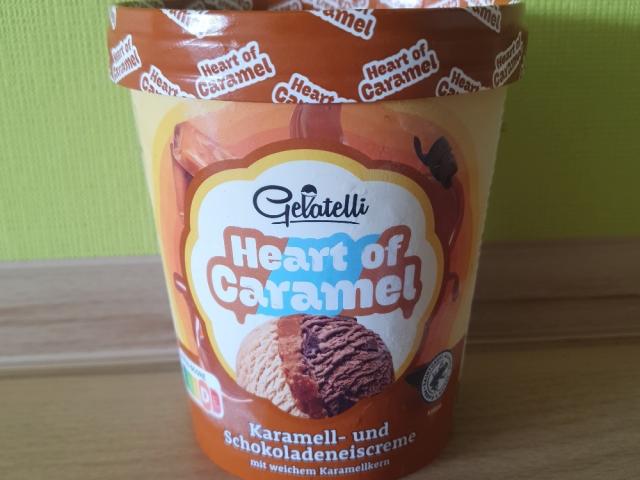 Heart of
Caramel
Heart of
Caramel
Heart of
Caramel
Gelatelli
Heart of
Caramel
Karamell- und
Schokoladeneiscreme
mit weichem Karamellkern